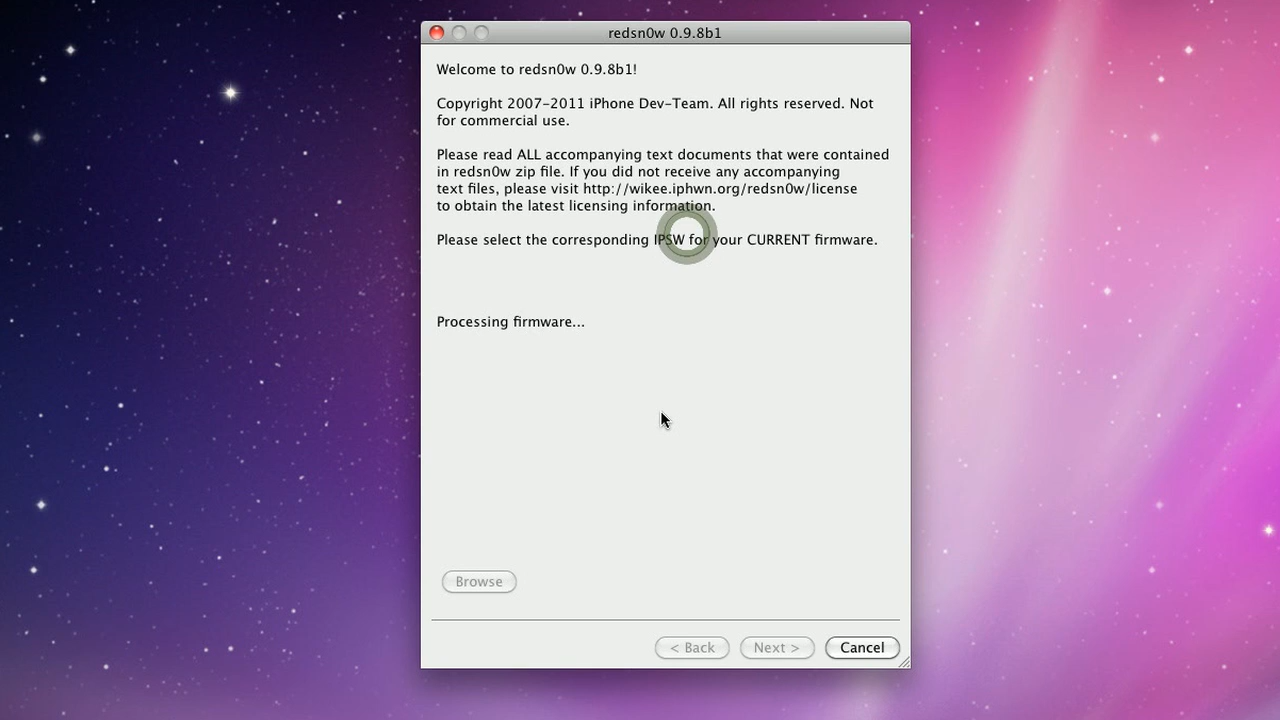 redsn0w 0.9.8b1
Welcome to redsn0w 0.9.8b1!
Copyright 2007-2011 iPhone Dev-Team. All rights reserved. Not
for commercial use.
Please read ALL accompanying text documents that were contained
in redsn0w zip file. If you did not receive any accompanying
text files, please visit http://wikee.iphwn.org/redsn0w/license
to obtain the latest licensing information.
Please select the corresponding IPSW for your CURRENT firmware.
Processing firmware...
Browse
< Back
Next >
Cancel